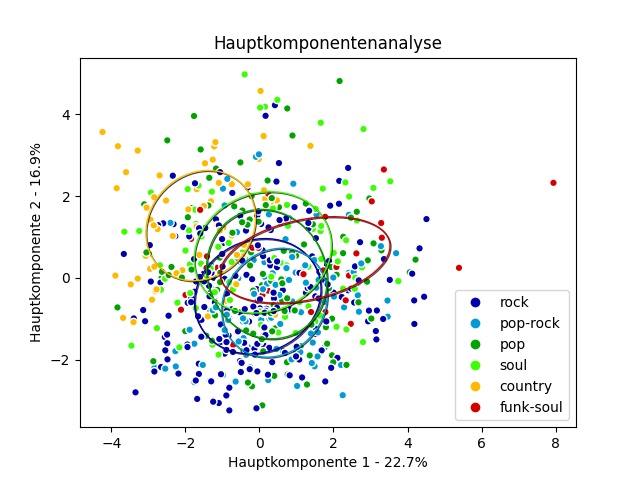 Hauptkomponentenanalyse
Hauptkomponente 2 - 16.9%
4
2
0
−2
−4
−2
0
2
4
6
8
Hauptkomponente 1 - 22.7%
rock
pop-rock
pop
soul
country
funk-soul